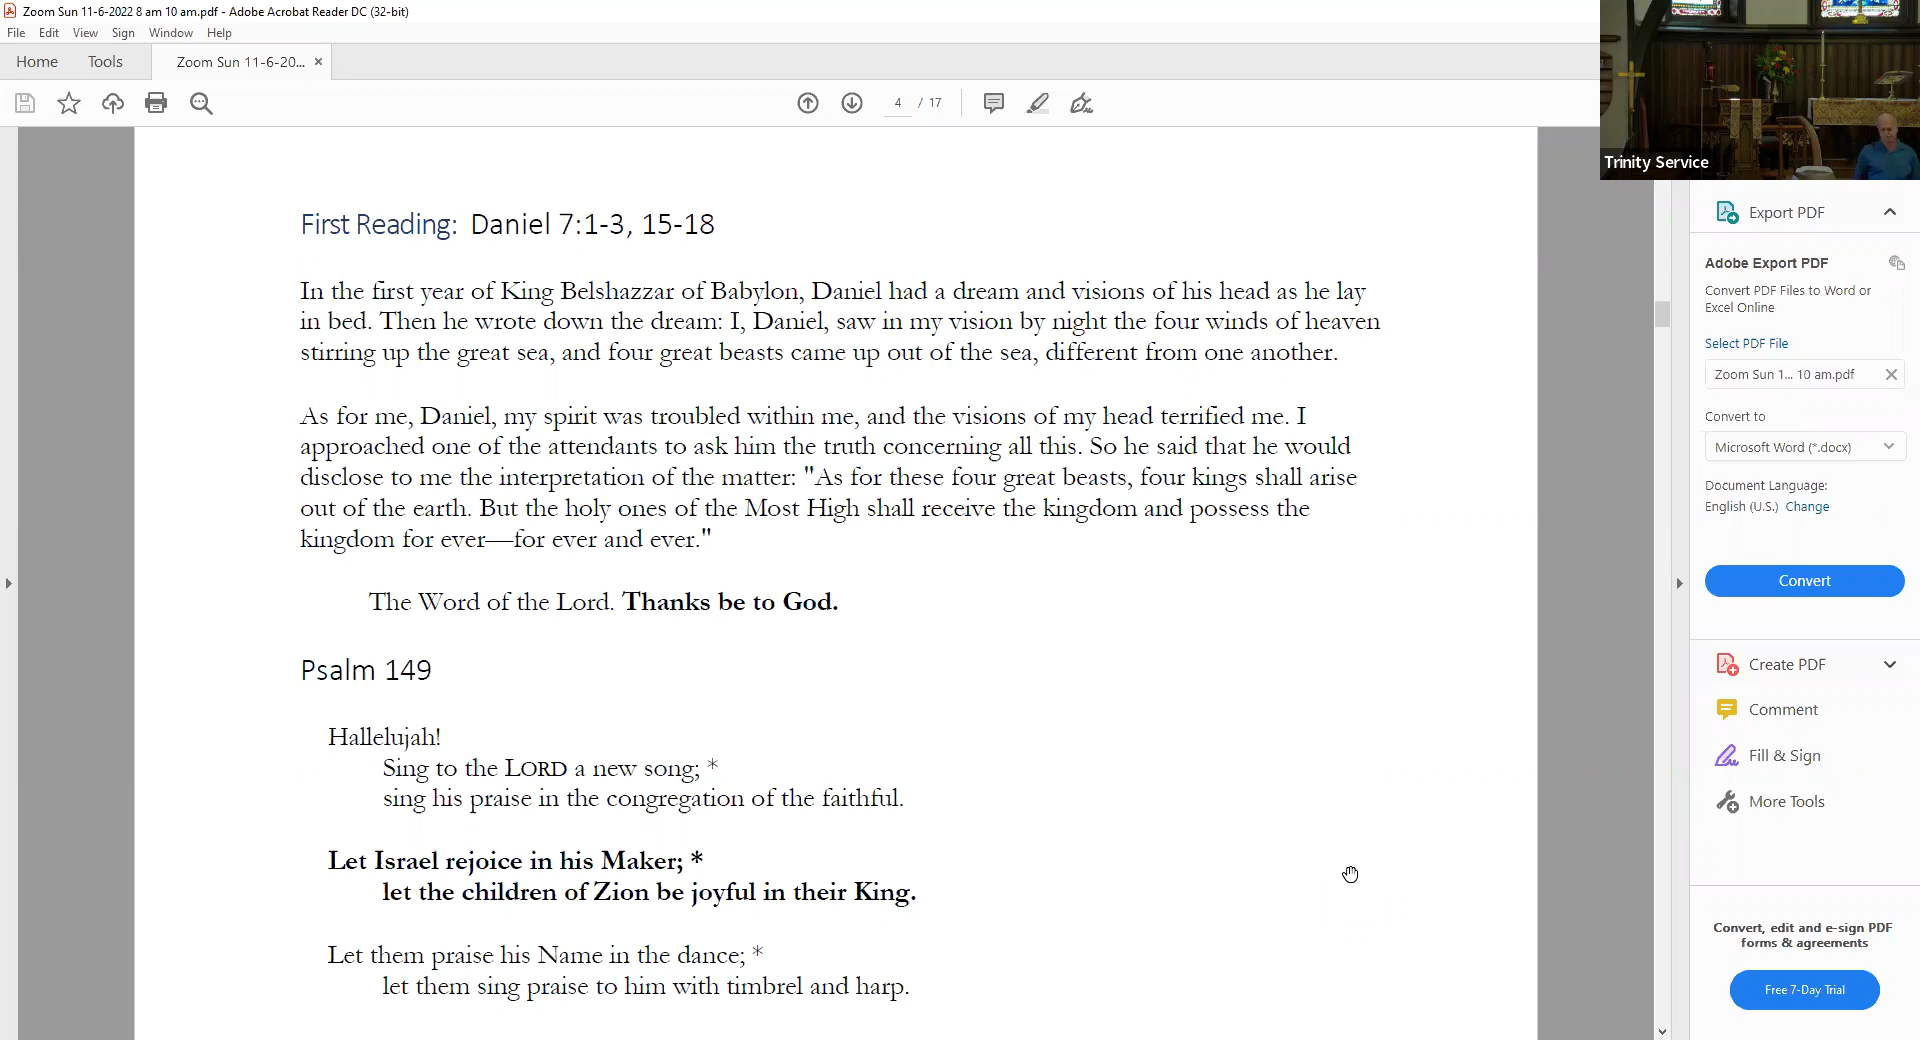 Zoom Sun 11-6-2022 8 am 10 am.pdf - Adobe Acrobat Reader DC (32-bit)
File Edit View Sign Window Help
Home Tools Zoom Sun 11-6-20... ×
4 / 17
Trinity Service
First Reading: Daniel 7:1-3, 15-18
In the first year of King Belshazzar of Babylon, Daniel had a dream and visions of his head as he lay
in bed. Then he wrote down the dream: I, Daniel, saw in my vision by night the four winds of heaven
stirring up the great sea, and four great beasts came up out of the sea, different from one another.
As for me, Daniel, my spirit was troubled within me, and the visions of my head terrified me. I
approached one of the attendants to ask him the truth concerning all this. So he said that he would
disclose to me the interpretation of the matter: "As for these four great beasts, four kings shall arise
out of the earth. But the holy ones of the Most High shall receive the kingdom and possess the
kingdom for ever—for ever and ever."
The Word of the Lord. Thanks be to God.
Psalm 149
Hallelujah!
Sing to the LORD a new song; *
sing his praise in the congregation of the faithful.
Let Israel rejoice in his Maker; *
let the children of Zion be joyful in their King.
Let them praise his Name in the dance; *
let them sing praise to him with timbrel and harp.
Export PDF
Adobe Export PDF
Convert PDF Files to Word or
Excel Online
Select PDF File
Zoom Sun 1... 10 am.pdf
Convert to
Microsoft Word (*.docx)
Document Language:
English (U.S.) Change
Convert
Create PDF
Comment
Fill & Sign
More Tools
Convert, edit and e-sign PDF
forms & agreements
Free 7-Day Trial